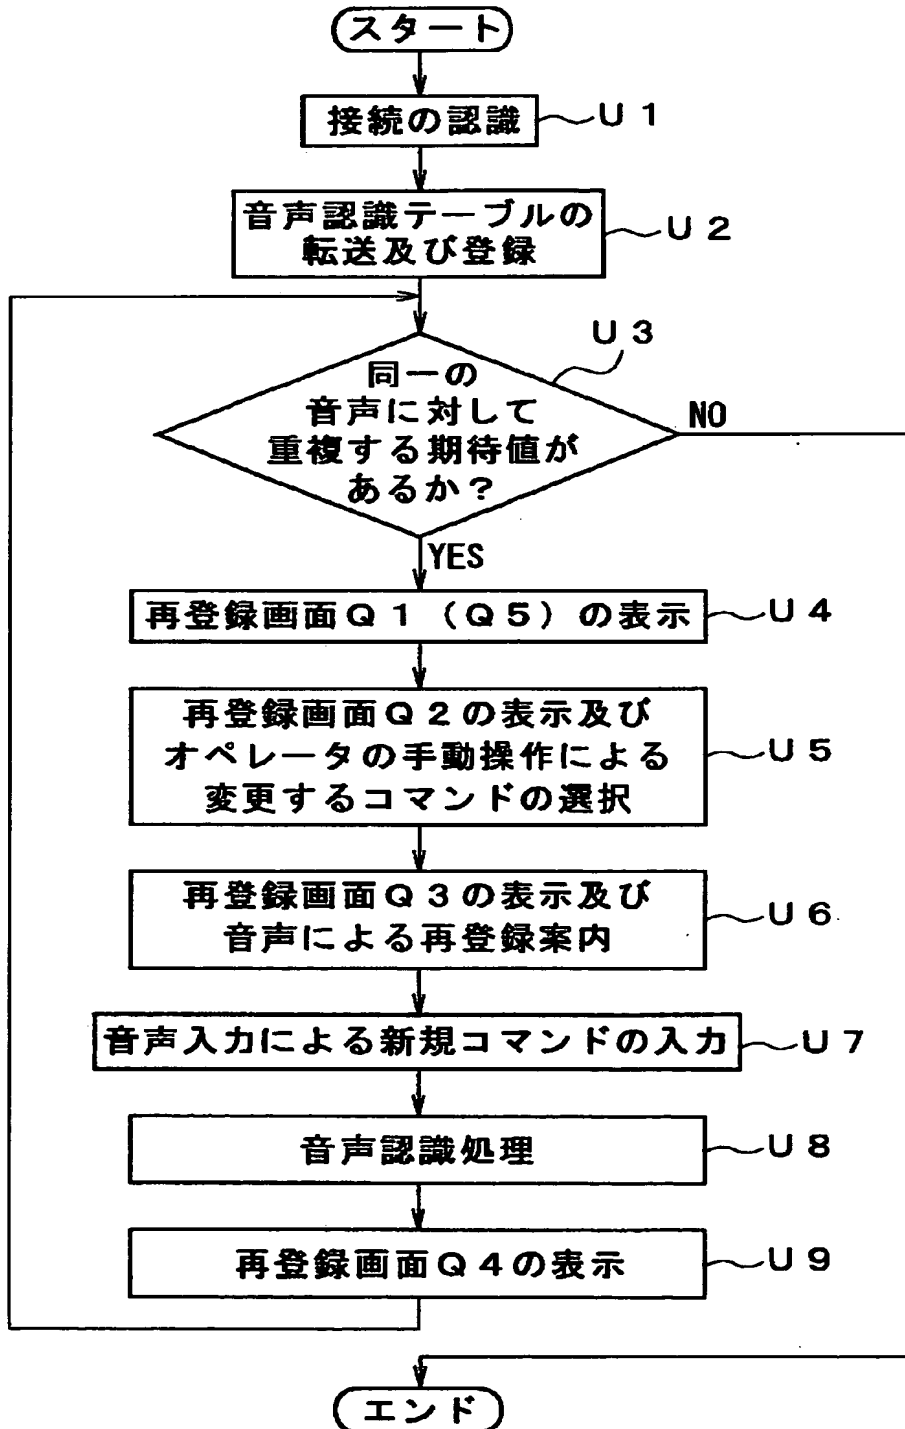 スタート
接続の認識
U1
音声認識テーブルの
転送及び登録
U2
U3
同一の
音声に対して
重複する期待値が
あるか?
NO
YES
再登録画面Q1(Q5)の表示
U4
再登録画面Q2の表示及び
オペレータの手動操作による
変更するコマンドの選択
U5
再登録画面Q3の表示及び
音声による再登録案内
U6
音声入力による新規コマンドの入力
U7
音声認識処理
U8
再登録画面Q4の表示
U9
エンド